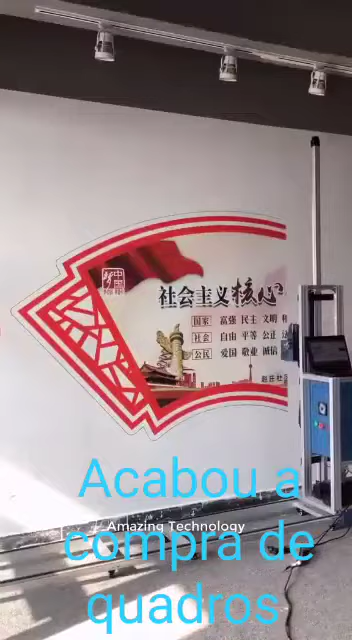 中国梦
社会主义核心
国家 富强 民主 文明
社会 自由 平等 公正
公民 爱国 敬业 诚信
Acabou a
Amazing Technology
compra de
quadros